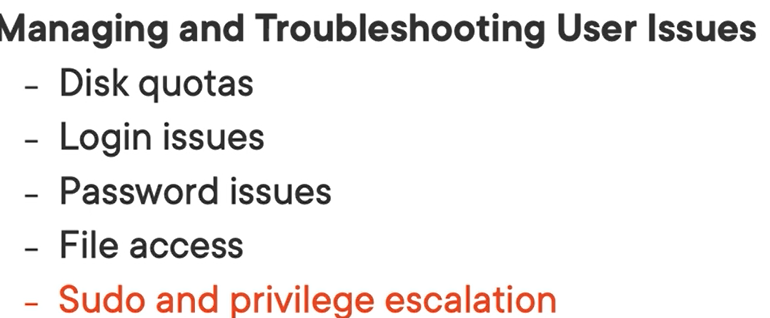 Managing and Troubleshooting User Issues
– Disk quotas
– Login issues
– Password issues
– File access
– Sudo and privilege escalation